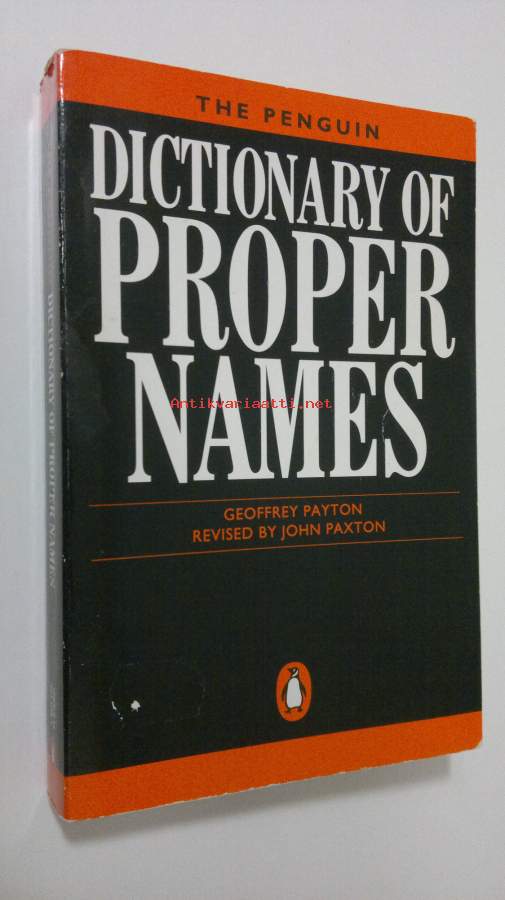 THE PENGUIN
DICTIONARY OF
PROPER
NAMES
Antikvariaatti.net
GEOFFREY PAYTON
REVISED BY JOHN PAXTON
DICTIONARY OF PROPER NAMES